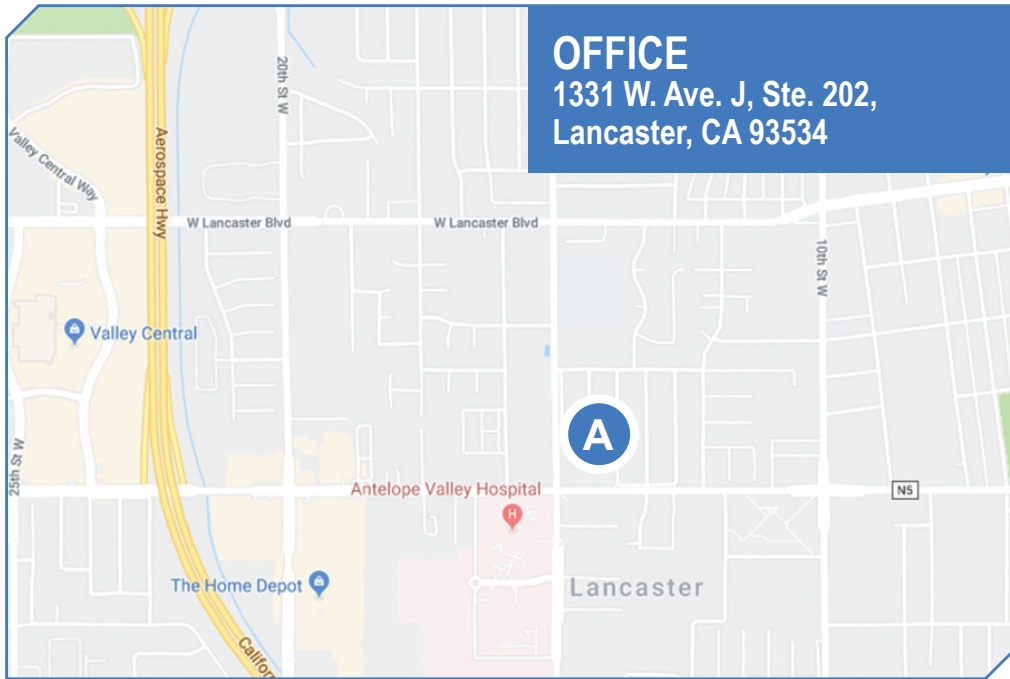 OFFICE
1331 W. Ave. J, Ste. 202,
Lancaster, CA 93534
20th St W
Aerospace Hwy
Valley Central Way
W Lancaster Blvd
W Lancaster Blvd
10th St W
Valley Central
A
25th St W
Antelope Valley Hospital
N5
H
The Home Depot
Lancaster
Californ